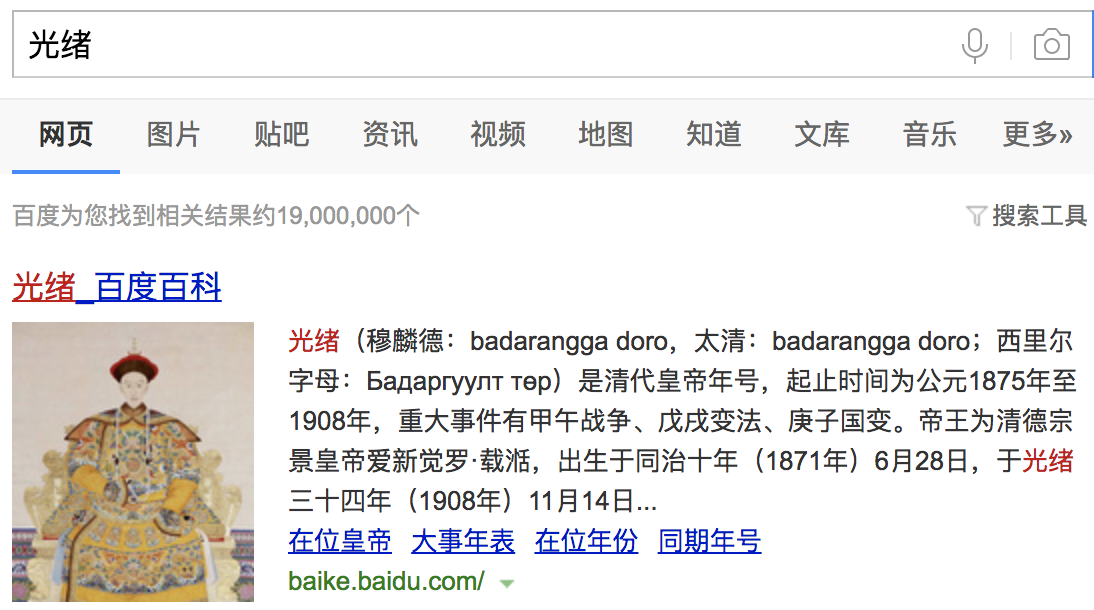 光绪
网页 图片 贴吧 资讯 视频 地图 知道 文库 音乐 更多»
百度为您找到相关结果约19,000,000个 搜索工具
光绪_百度百科
光绪（穆麟德：badarangga doro，太清：badarangga doro；西里尔
字母：Бадаргуулт төр）是清代皇帝年号，起止时间为公元1875年至
1908年，重大事件有甲午战争、戊戌变法、庚子国变。帝王为清德宗
景皇帝爱新觉罗·载湉，出生于同治十年（1871年）6月28日，于光绪
三十四年（1908年）11月14日...
在位皇帝 大事年表 在位年份 同期年号
baike.baidu.com/